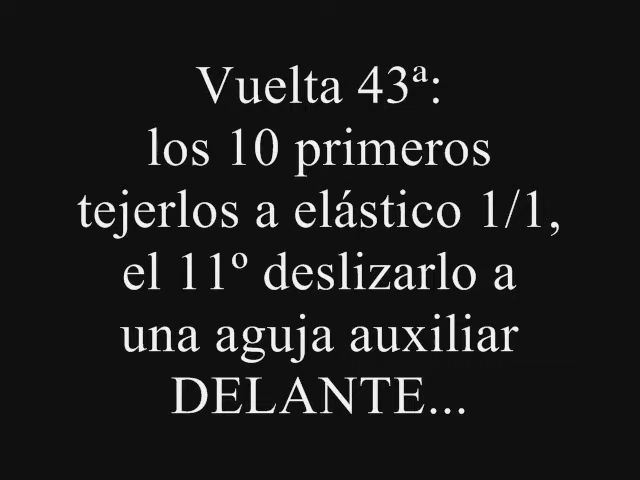 Vuelta 43ª:
los 10 primeros
tejerlos a elástico 1/1,
el 11º deslizarlo a
una aguja auxiliar
DELANTE...